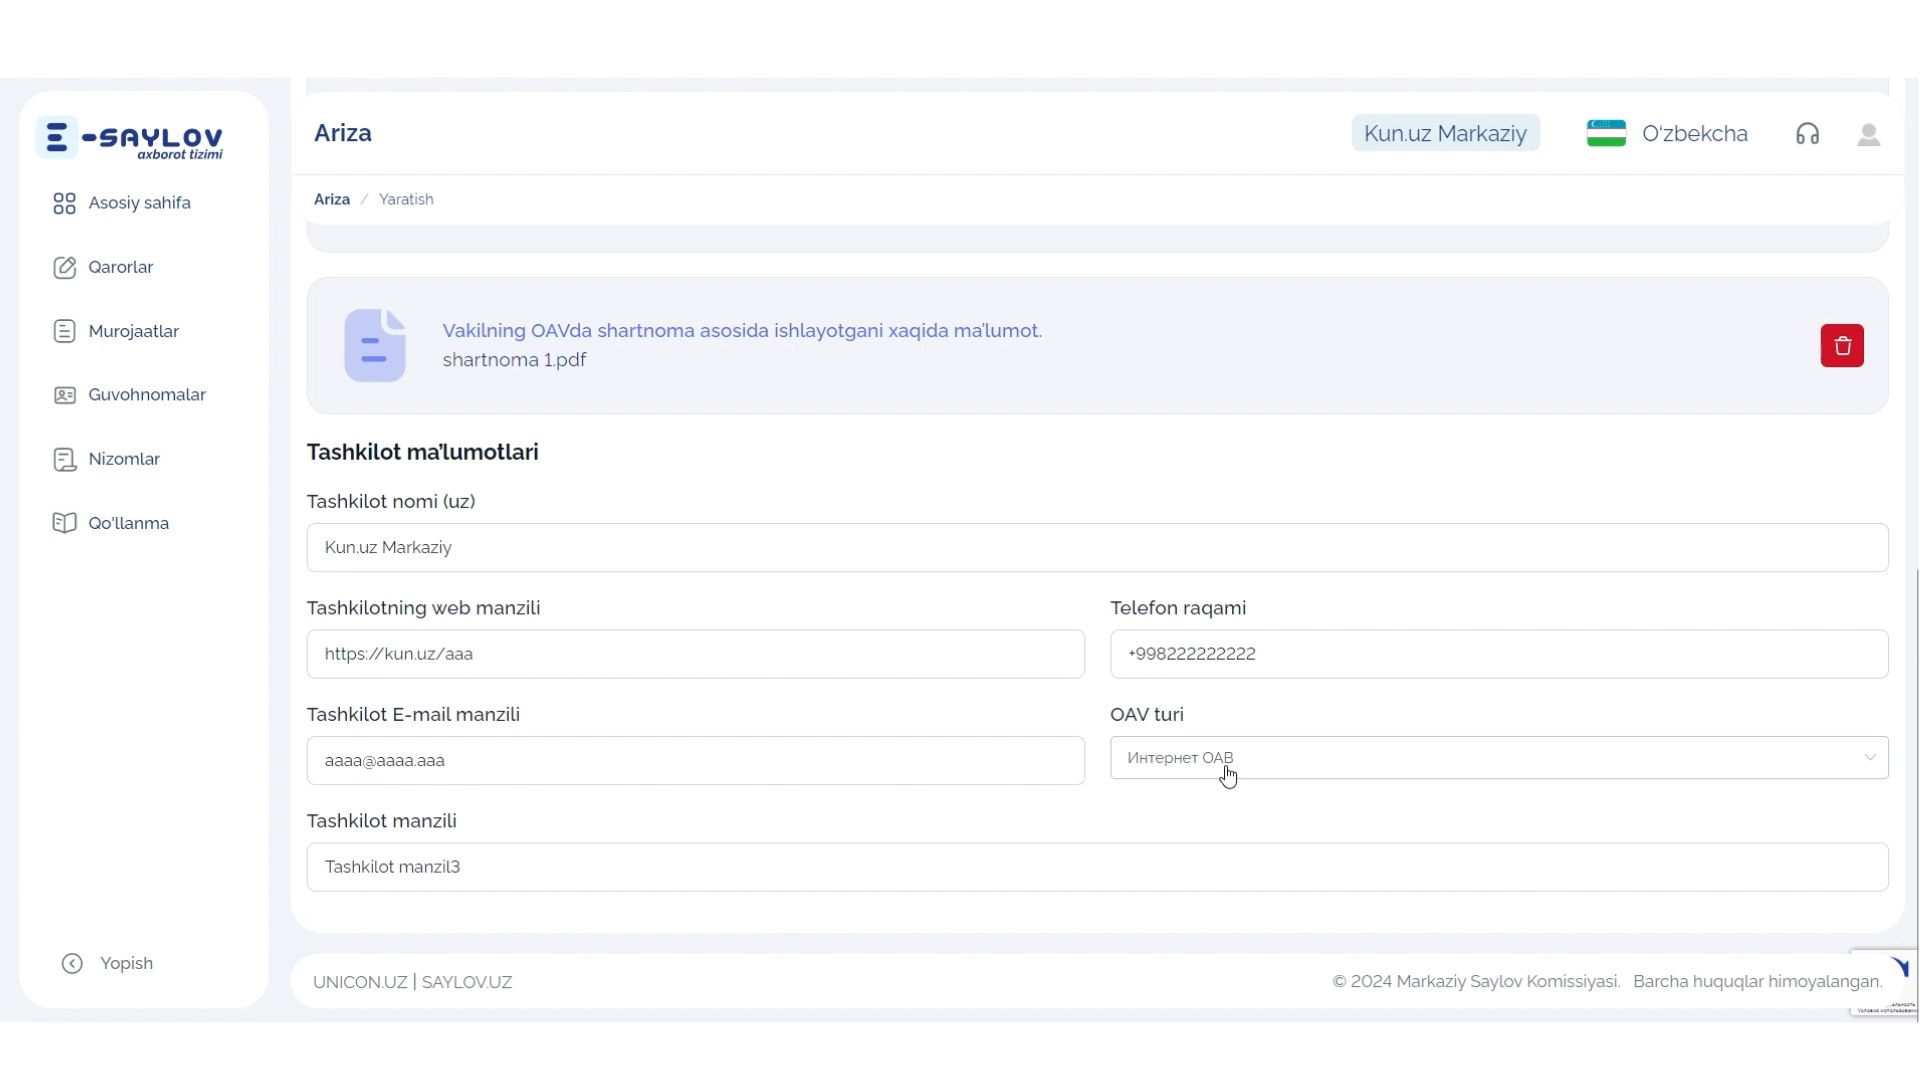 E-SAYLOV
axborot tizimi
Asosiy sahifa
Qarorlar
Murojaatlar
Guvohnomalar
Nizomlar
Qo'llanma
Yopish
Ariza
Kun.uz Markaziy
O'zbekcha
Ariza / Yaratish
Vakilning OAVda shartnoma asosida ishlayotgani xaqida ma'lumot.
shartnoma 1.pdf
Tashkilot ma'lumotlari
Tashkilot nomi (uz)
Kun.uz Markaziy
Tashkilotning web manzili
Telefon raqami
https://kun.uz/aaa
+998222222222
Tashkilot E-mail manzili
OAV turi
aaaa@aaaa.aaa
Интернет ОАВ
Tashkilot manzili
Tashkilot manzil3
UNICON.UZ | SAYLOV.UZ
© 2024 Markaziy Saylov Komissiyasi. Barcha huquqlar himoyalangan.